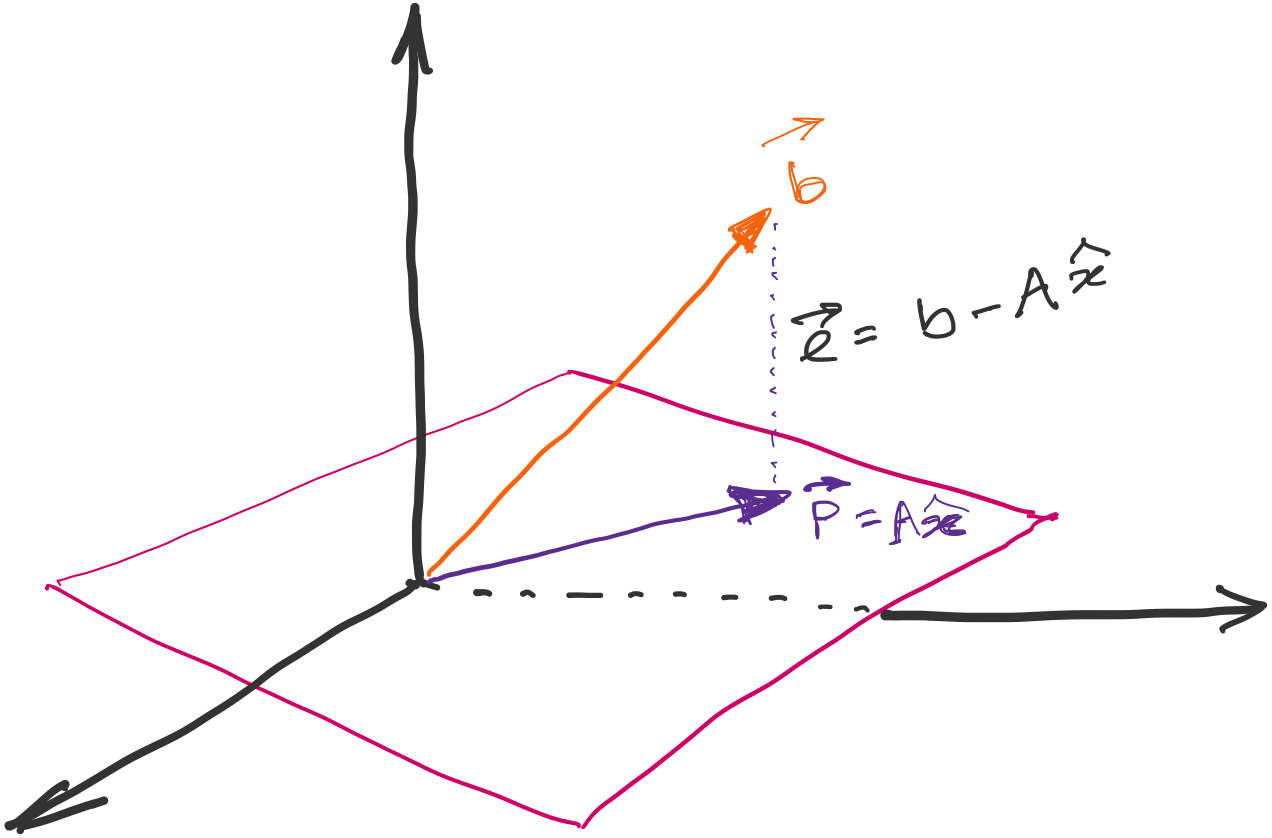 b⃗
e⃗ = b - Ax̂
P⃗ = Ax̂